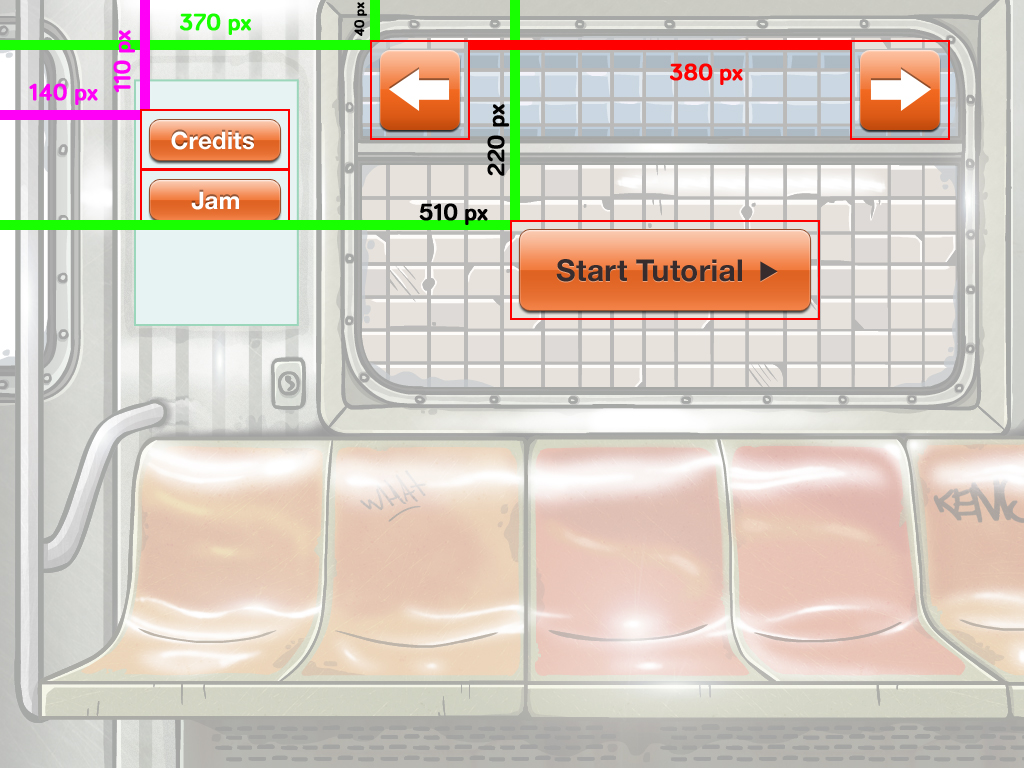 370 px
40 px
110 px
140 px
380 px
Credits
220 px
Jam
510 px
Start Tutorial ►
WHAT